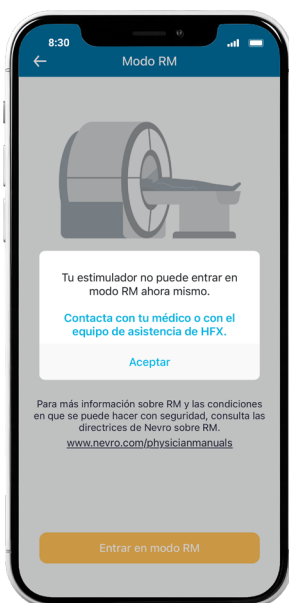 8:30
Modo RM
Tu estimulador no puede entrar en
modo RM ahora mismo.
Contacta con tu médico o con el
equipo de asistencia de HFX.
Aceptar
Para más información sobre RM y las condiciones
en que se puede hacer con seguridad, consulta las
directrices de Nevro sobre RM.
www.nevro.com/physicianmanuals
Entrar en modo RM